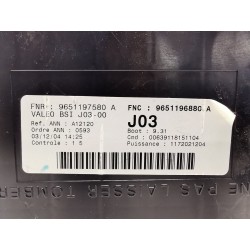 FNR : 9651197580 A
FNC : 9651196880 A
VALEO BSI J03-00
J03
Ref. ANN : A12120
Ordre ANN : 0593
Boot : 9.31
03/12/04 14:25
Cod : 00639118151104
Controle : 1 5
Puissance : 1172021204
NE PAS LAISSER TOMBER